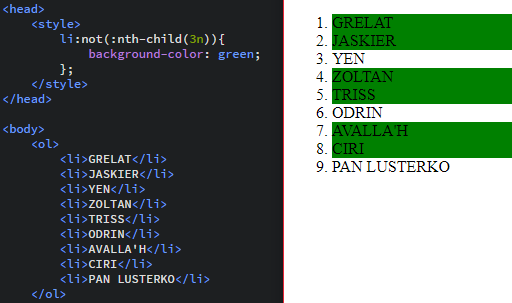 <head>
    <style>
        li:not(:nth-child(3n)){
            background-color: green;
        };
    </style>
</head>

<body>
    <ol>
        <li>GRELAT</li>
        <li>JASKIER</li>
        <li>YEN</li>
        <li>ZOLTAN</li>
        <li>TRISS</li>
        <li>ODRIN</li>
        <li>AVALLA'H</li>
        <li>CIRI</li>
        <li>PAN LUSTERKO</li>
    </ol>
1. GRELAT
2. JASKIER
3. YEN
4. ZOLTAN
5. TRISS
6. ODRIN
7. AVALLA'H
8. CIRI
9. PAN LUSTERKO